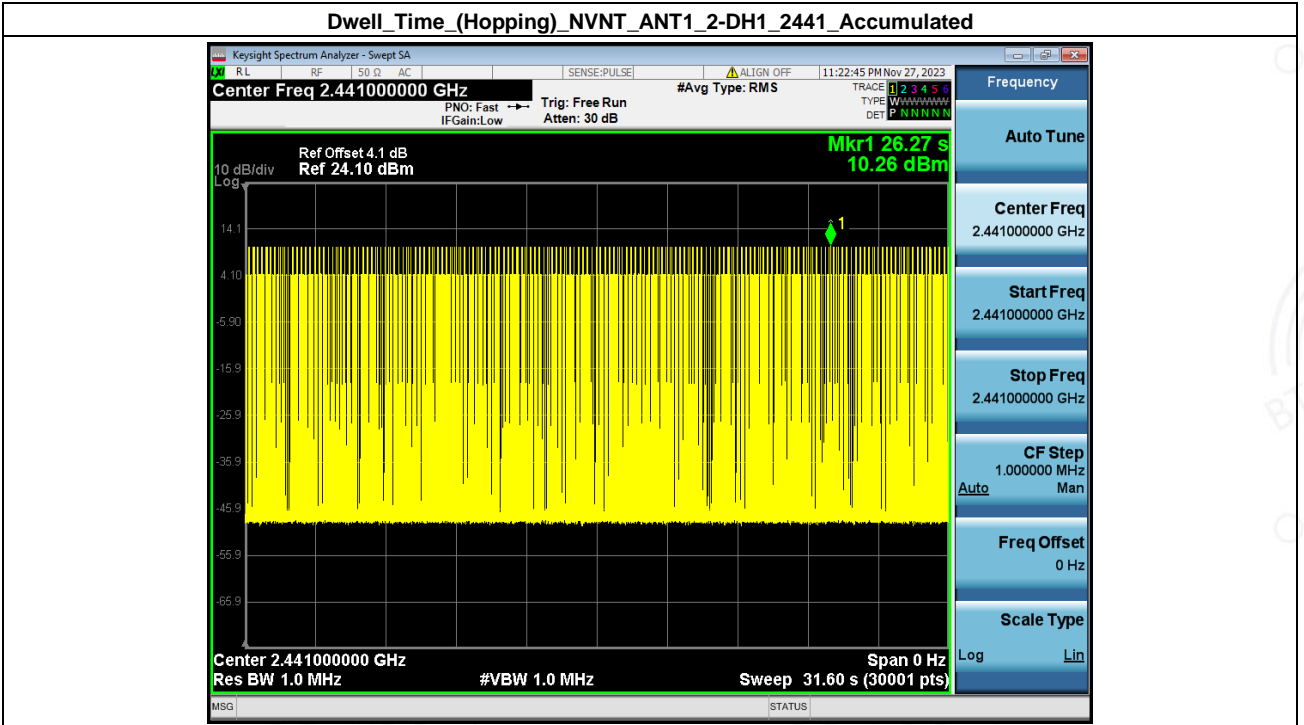 Dwell_Time_(Hopping)_NVNT_ANT1_2-DH1_2441_Accumulated
Keysight Spectrum Analyzer - Swept SA
LXI RL RF 50 Ω AC SENSE:PULSE ALIGN OFF 11:22:45 PM Nov 27, 2023
Center Freq 2.441000000 GHz #Avg Type: RMS TRACE 1 2 3 4 5 6
PNO: Fast Trig: Free Run TYPE WWWWWWW
IFGain:Low Atten: 30 dB DET P N N N N N
Mkr1 26.27 s
Ref Offset 4.1 dB
10 dB/div Ref 24.10 dBm 10.26 dBm
Log
1
14.1
4.10
-5.90
-15.9
-25.9
-35.9
-45.9
-55.9
-65.9
Center 2.441000000 GHz Span 0 Hz
Res BW 1.0 MHz #VBW 1.0 MHz Sweep 31.60 s (30001 pts)
MSG STATUS
Frequency
Auto Tune
Center Freq
2.441000000 GHz
Start Freq
2.441000000 GHz
Stop Freq
2.441000000 GHz
CF Step
1.000000 MHz
Auto Man
Freq Offset
0 Hz
Scale Type
Log Lin